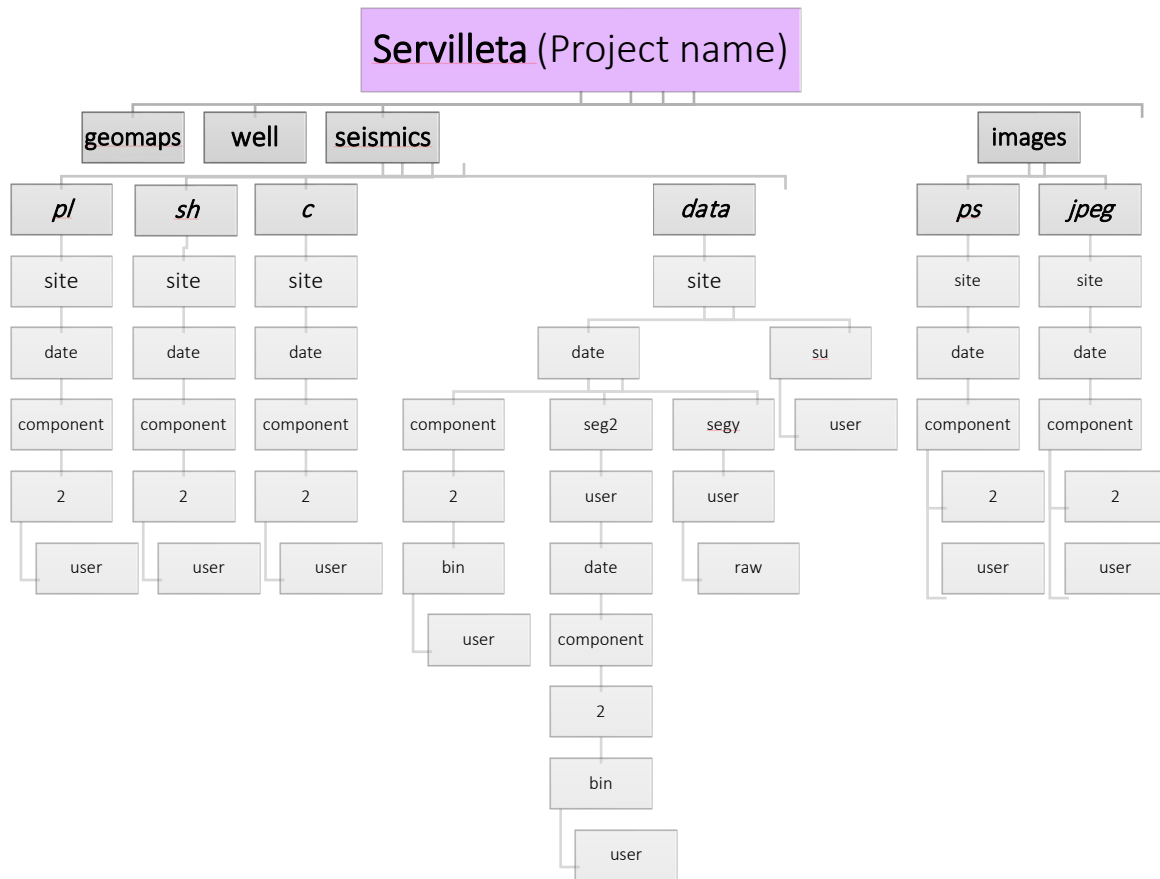 Servilleta (Project name)
geomaps
well
seismics
images
pl
sh
c
data
ps
jpeg
site
site
site
site
site
site
date
date
date
date
su
date
date
component
component
component
component
seg2
segy
user
component
component
2
2
2
2
user
user
2
2
user
user
user
bin
date
raw
user
user
user
component
2
bin
user